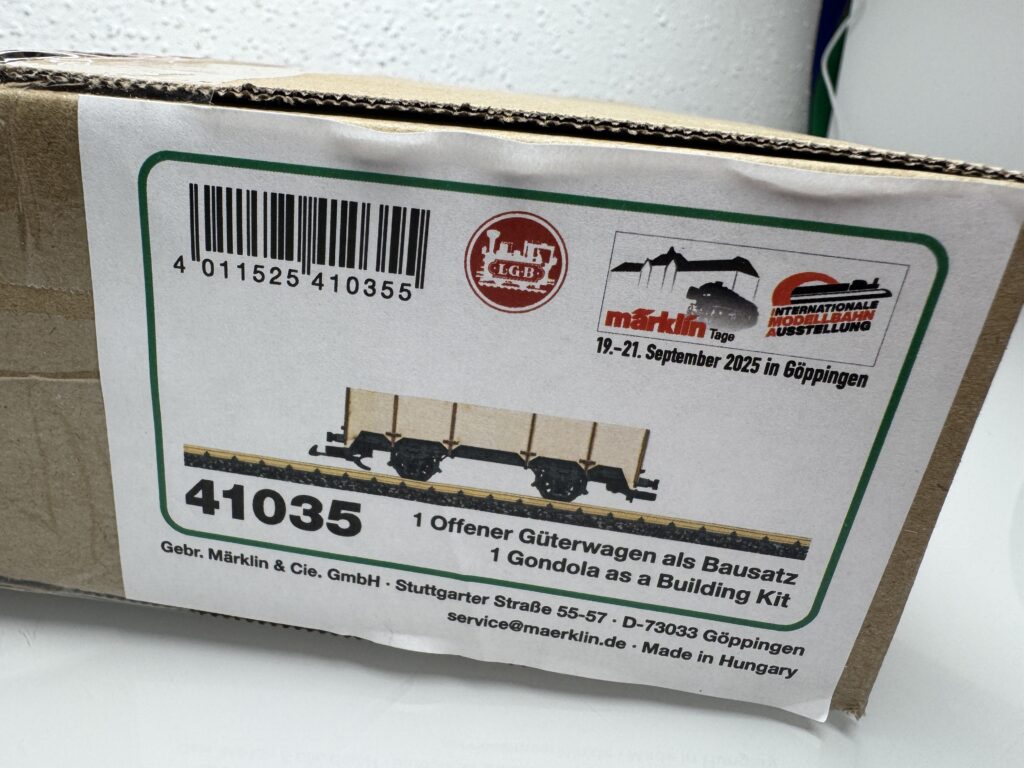 4 011525 410355
LGB
märklin Tage
INTERNATIONALE
MODELLBAHN
AUSSTELLUNG
19.–21. September 2025 in Göppingen
41035
1 Offener Güterwagen als Bausatz
1 Gondola as a Building Kit
Gebr. Märklin & Cie. GmbH · Stuttgarter Straße 55-57 · D-73033 Göppingen
service@maerklin.de · Made in Hungary